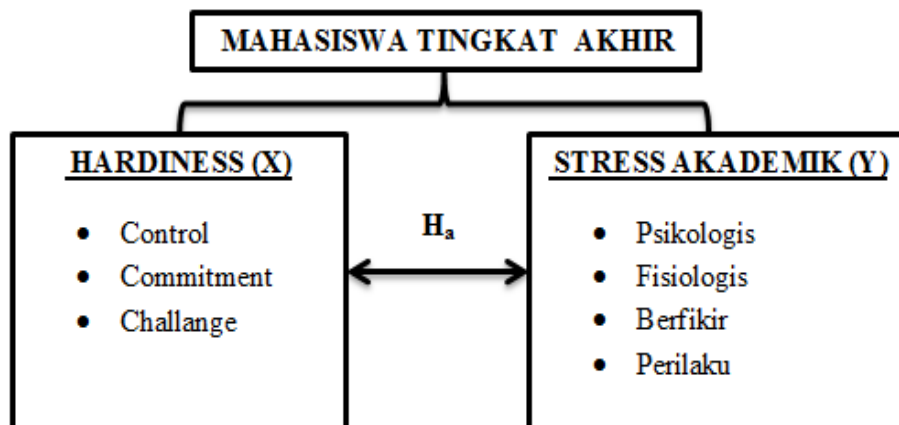 MAHASISWA TINGKAT AKHIR
HARDINESS (X)
• Control
• Commitment
• Challange
Ha
STRESS AKADEMIK (Y)
• Psikologis
• Fisiologis
• Berfikir
• Perilaku